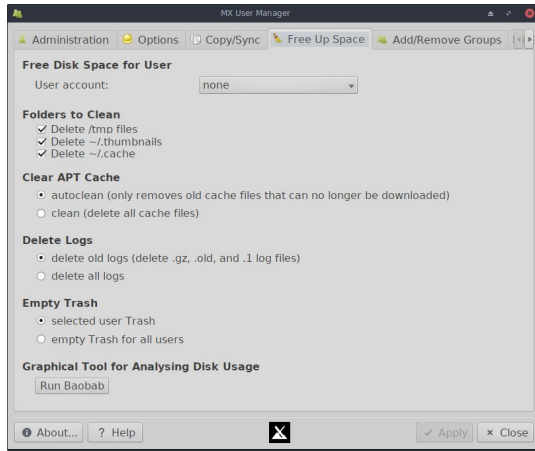 MX User Manager
Administration Options Copy/Sync Free Up Space Add/Remove Groups
Free Disk Space for User
User account: none
Folders to Clean
Delete /tmp files
Delete ~/.thumbnails
Delete ~/.cache
Clear APT Cache
autoclean (only removes old cache files that can no longer be downloaded)
clean (delete all cache files)
Delete Logs
delete old logs (delete .gz, .old, and .1 log files)
delete all logs
Empty Trash
selected user Trash
empty Trash for all users
Graphical Tool for Analysing Disk Usage
Run Baobab
About... ? Help X Apply Close